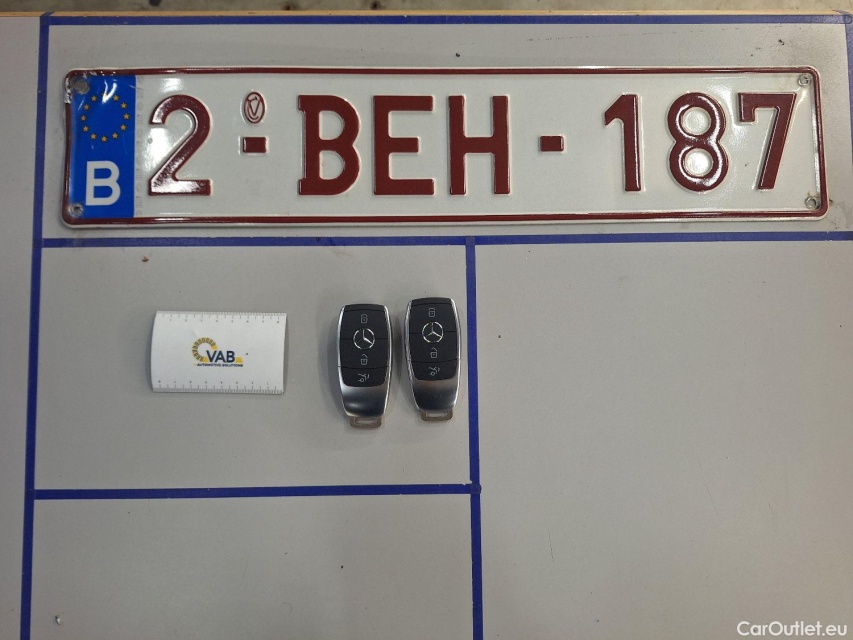 2-BEH-187
B
VAB
AUTOMOTIVE SOLUTIONS
CarOutlet.eu